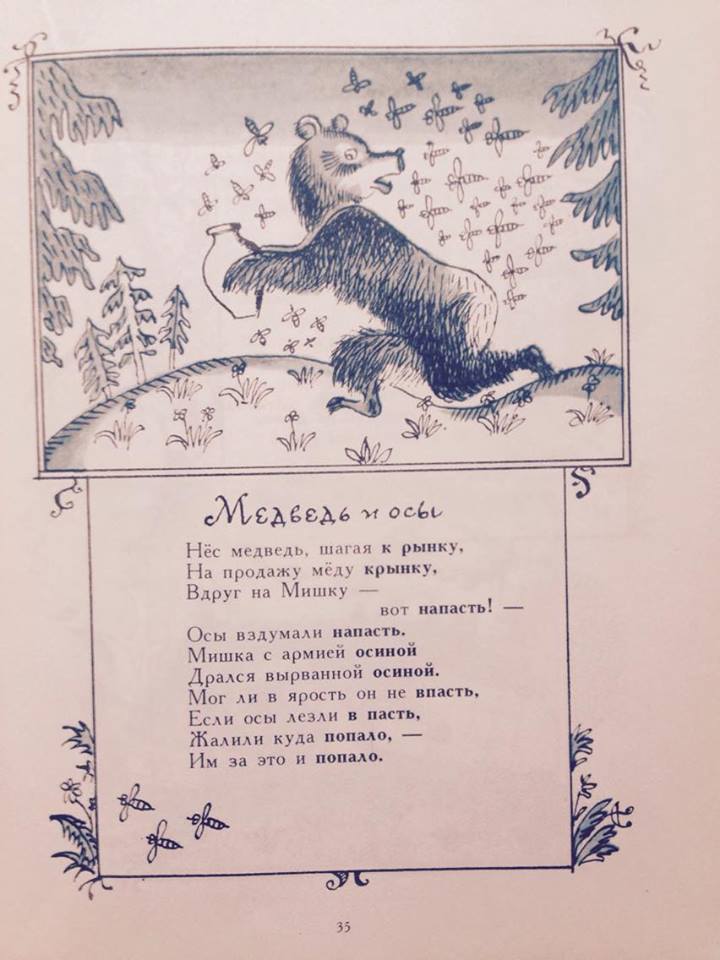 Медведь и осы
Нёс медведь, шагая к рынку,
На продажу мёду крынку,
Вдруг на Мишку —
вот напасть! —
Осы вздумали напасть.
Мишка с армией осиной
Дрался вырванной осиной.
Мог ли в ярость он не впасть,
Если осы лезли в пасть,
Жалили куда попало, —
Им за это и попало.
35